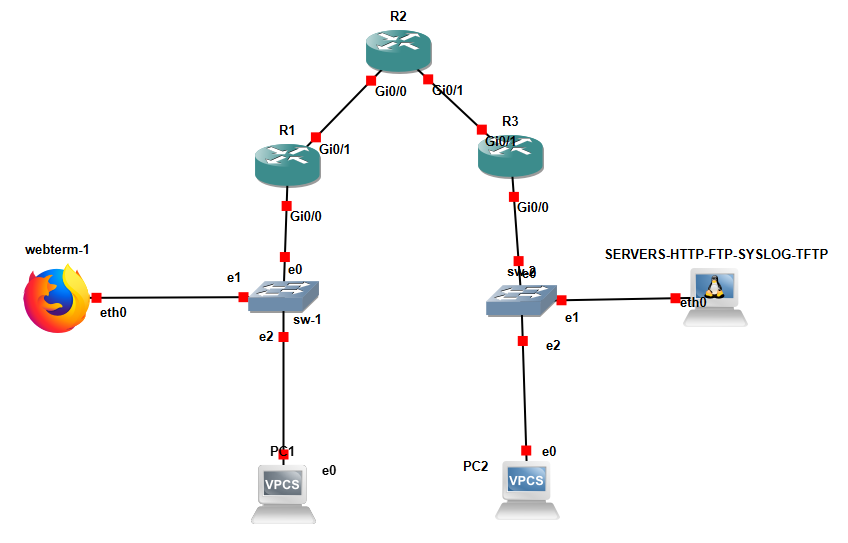 R2
Gi0/0
Gi0/1
R1
Gi0/1
R3
Gi0/1
Gi0/0
Gi0/0
webterm-1
eth0
e1
e0
sw-1
e2
sw-2
e0
e1
e2
SERVERS-HTTP-FTP-SYSLOG-TFTP
eth0
PC1
e0
VPCS
PC2
e0
VPCS